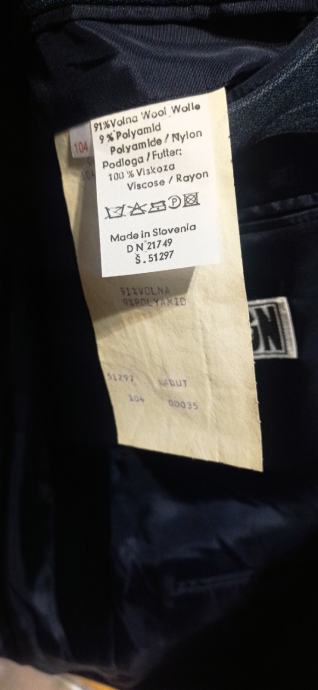 104
91%Volna Wool Wolle
9 % Polyamid
Polyamide / Nylon
Podloga / Futter:
100 % Viskoza
Viscose / Rayon
P
Made in Slovenia
D N 21749
Š. 51297
91%VOLNA
9%POLYAMID
51297
104 00035
GN